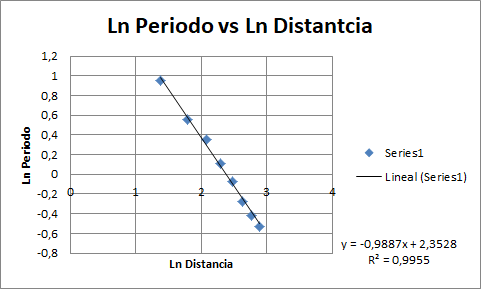 Ln Periodo vs Ln Distantcia
1,2
1
0,8
0,6
0,4
0,2
0
-0,2
-0,4
-0,6
-0,8
0
1
2
3
4
Ln Periodo
Ln Distancia
Series1
Lineal (Series1)
y = -0,9887x + 2,3528
R² = 0,9955